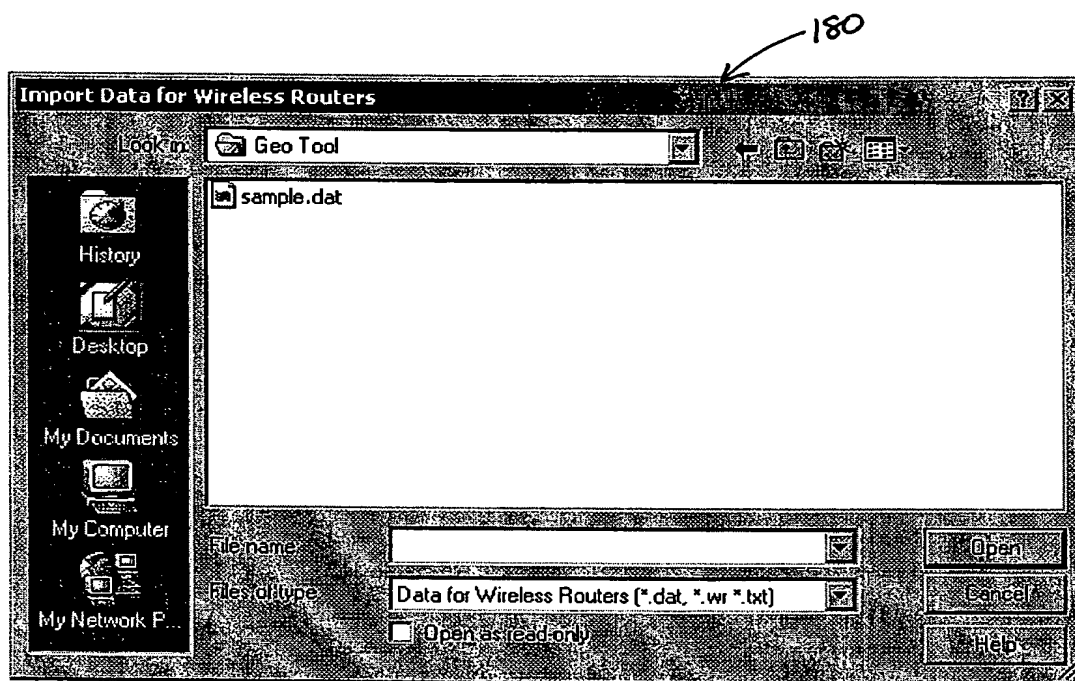 180
Import Data for Wireless Routers
Look in:
Geo Tool
sample.dat
History
Desktop
My Documents
My Computer
My Network P...
File name
Files of type
Data for Wireless Routers (*.dat, *.wr *.txt)
Open as read-only
Open
Cancel
Help